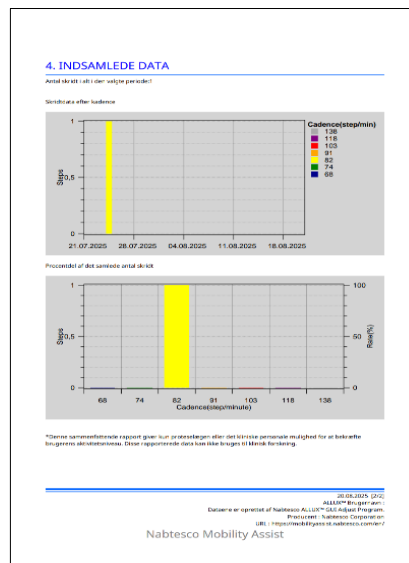 4. INDSAMLEDE DATA
Antal skridt i alt i den valgte periode:1
Skridtdata efter kadence
Cadence(step/min)
138
118
103
91
82
74
68
1
0,5
0
Steps
21.07.2025 28.07.2025 04.08.2025 11.08.2025 18.08.2025
Procentdel af det samlede antal skridt
1
0,5
0
Steps
100
50
0
Rate(%)
68 74 82 91 103 118 138
Cadence(step/minute)
*Denne sammenfattende rapport giver kun proteselægen eller det kliniske personale mulighed for at bekræfte
brugerens aktivitetsniveau. Disse rapporterede data kan ikke bruges til klinisk forskning.
20.08.2025 (2/2)
ALLUX™ Brugernavn :
Dataene er oprettet af Nabtesco ALLUX™ GUI Adjust Program.
Producent : Nabtesco Corporation
URL : https://mobilityassist.nabtesco.com/en/
Nabtesco Mobility Assist